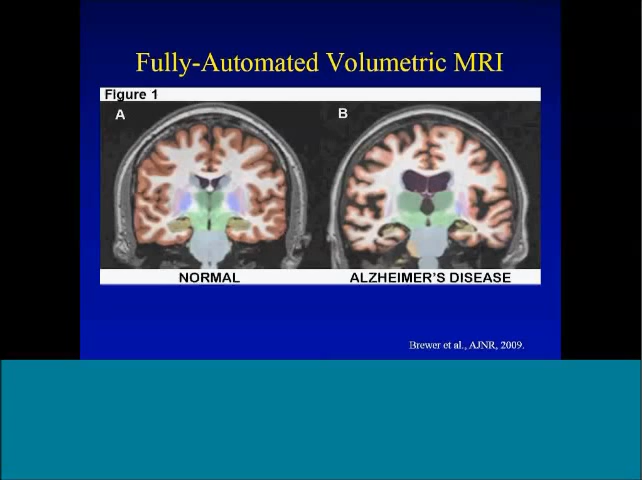 Fully-Automated Volumetric MRI
Figure 1
A
B
NORMAL
ALZHEIMER'S DISEASE
Brewer et al., AJNR, 2009.